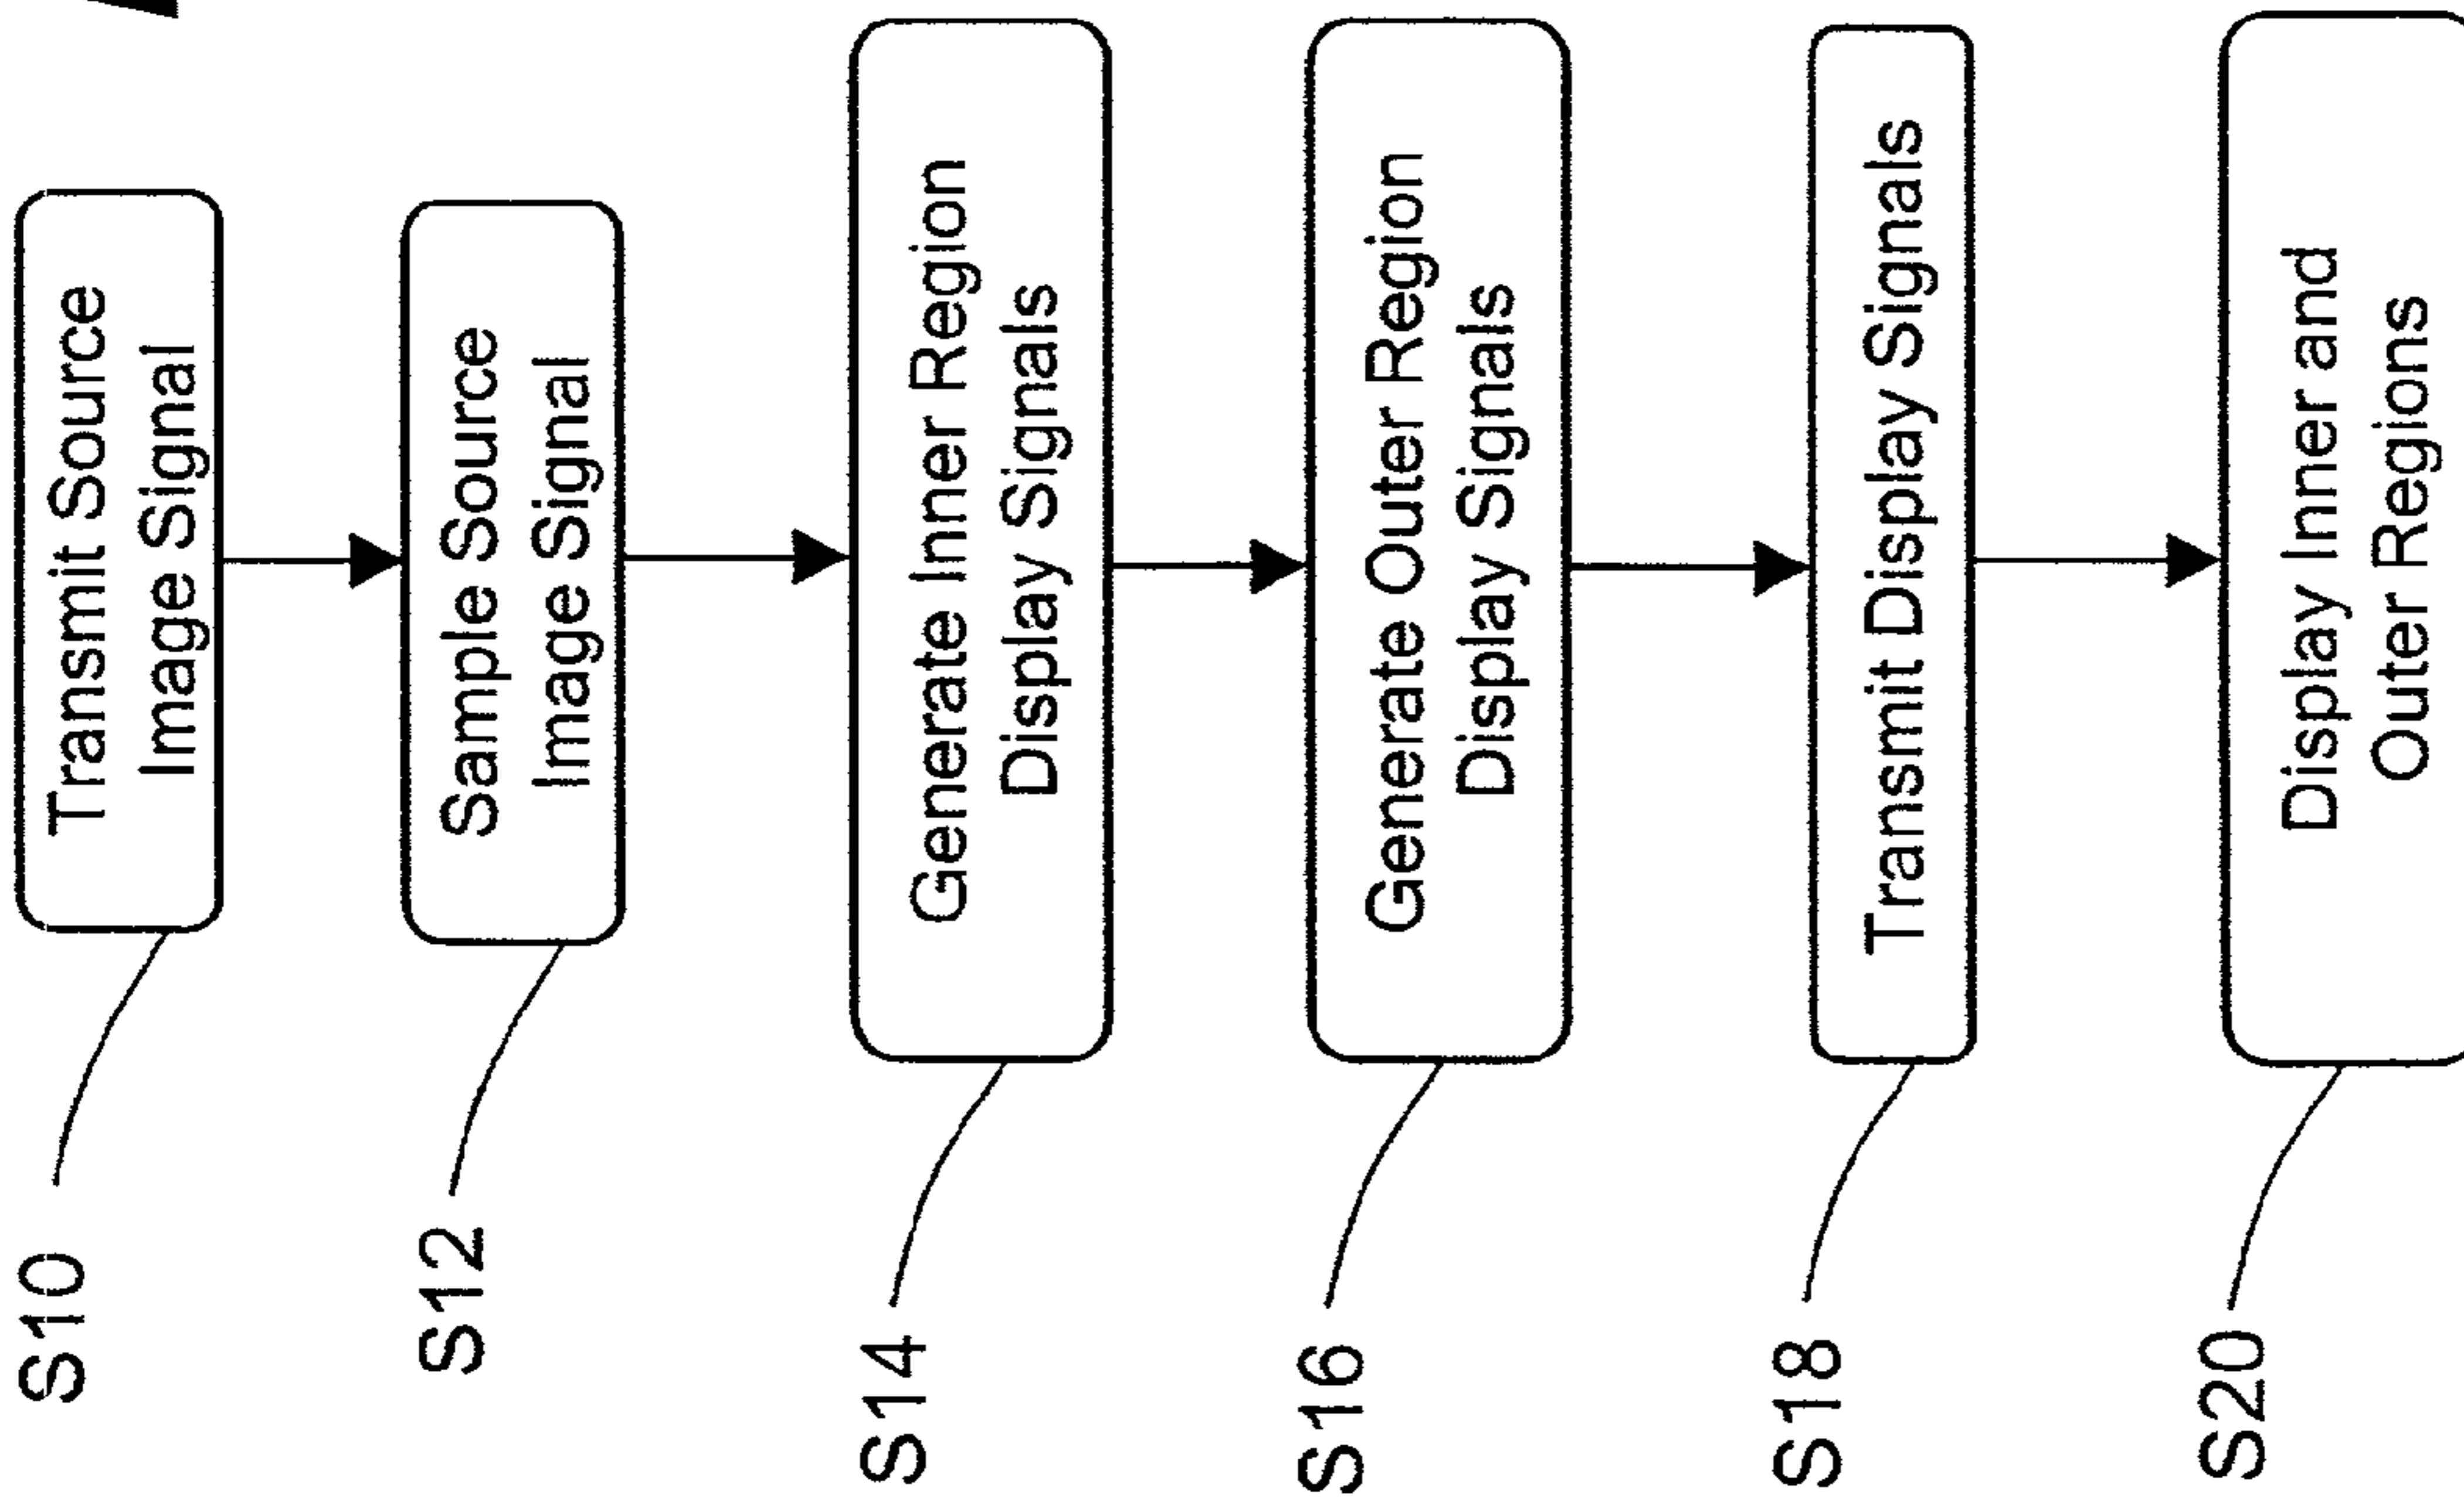 S10
Transmit Source
Image Signal
S12
Sample Source
Image Signal
S14
Generate Inner Region
Display Signals
S16
Generate Outer Region
Display Signals
S18
Transmit Display Signals
S20
Display Inner and
Outer Regions